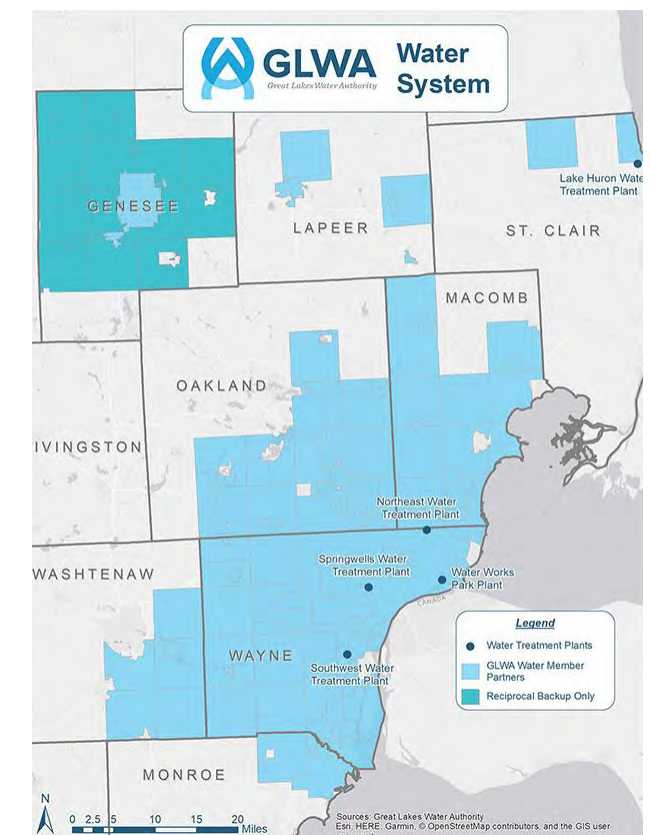 GLWA
Great Lakes Water Authority
Water
System
Lake Huron Wate
Treatment Plant
GENESEE
LAPEER
ST. CLAIR
MACOMB
OAKLAND
IVINGSTON
Northeast Water
Treatment Plant
Springwells Water
Treatment Plant
Water Works
Park Plant
WASHTENAW
CANADA
WAYNE
Southwest Water
Treatment Plant
Legend
Water Treatment Plants
GLWA Water Member
Partners
Reciprocal Backup Only
MONROE
N
0 2.5 5 10 15 20
Miles
Sources: Great Lakes Water Authority
Esri, HERE, Garmin, © OpenStreetMap contributors, and the GIS user